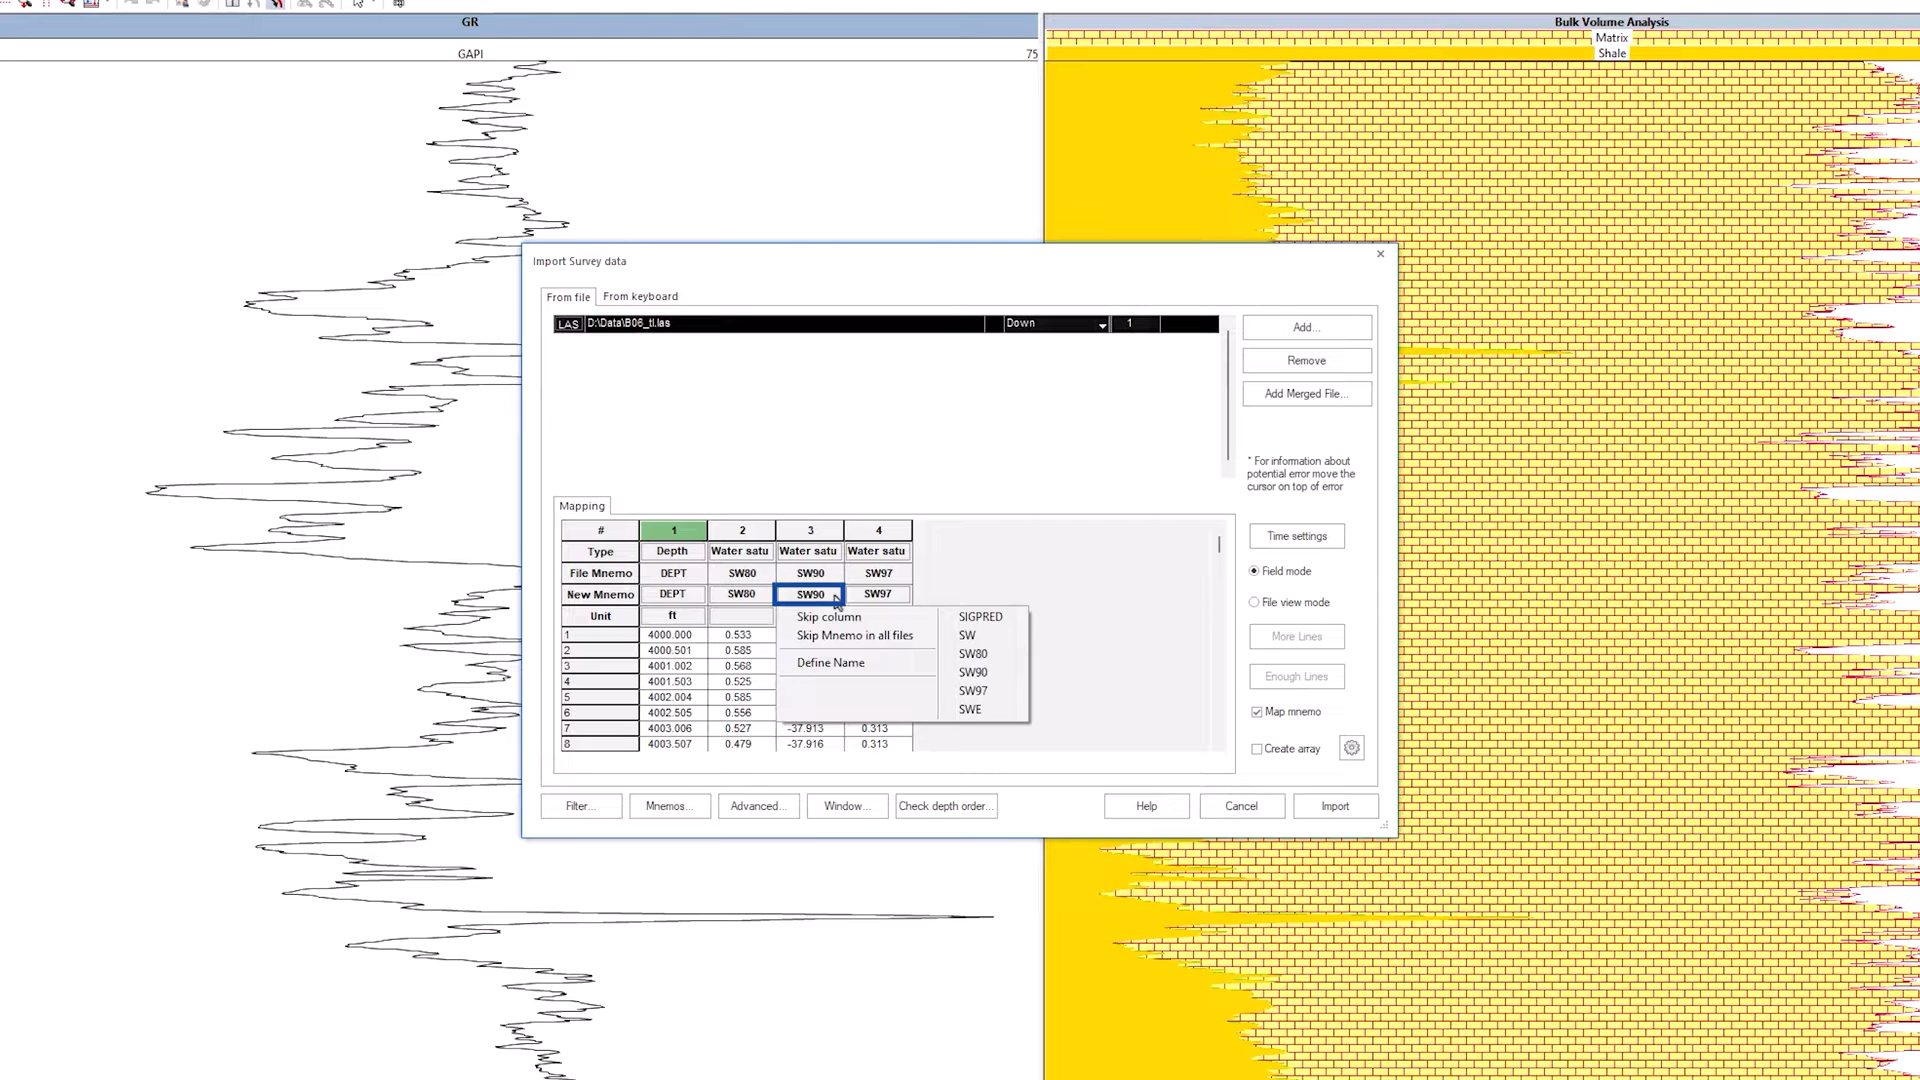 GR
Bulk Volume Analysis
GAPI 75
Matrix
Shale
Import Survey data
From file From keyboard
LAS D:\Data\B06_tl.las Down 1
Add...
Remove
Add Merged File...
* For information about
potential error move the
cursor on top of error
Mapping
# 1 2 3 4
Type Depth Water satu Water satu Water satu
File Mnemo DEPT SW80 SW90 SW97
New Mnemo DEPT SW80 SW90 SW97
Unit ft
1 4000.000 0.533
2 4000.501 0.585
3 4001.002 0.568
4 4001.503 0.525
5 4002.004 0.585
6 4002.505 0.556
7 4003.006 0.527 -37.913 0.313
8 4003.507 0.479 -37.916 0.313
Skip column
Skip Mnemo in all files
Define Name
SIGPRED
SW
SW80
SW90
SW97
SWE
Time settings
Field mode
File view mode
More Lines
Enough Lines
Map mnemo
Create array
Filter... Mnemos... Advanced... Window... Check depth order... Help Cancel Import